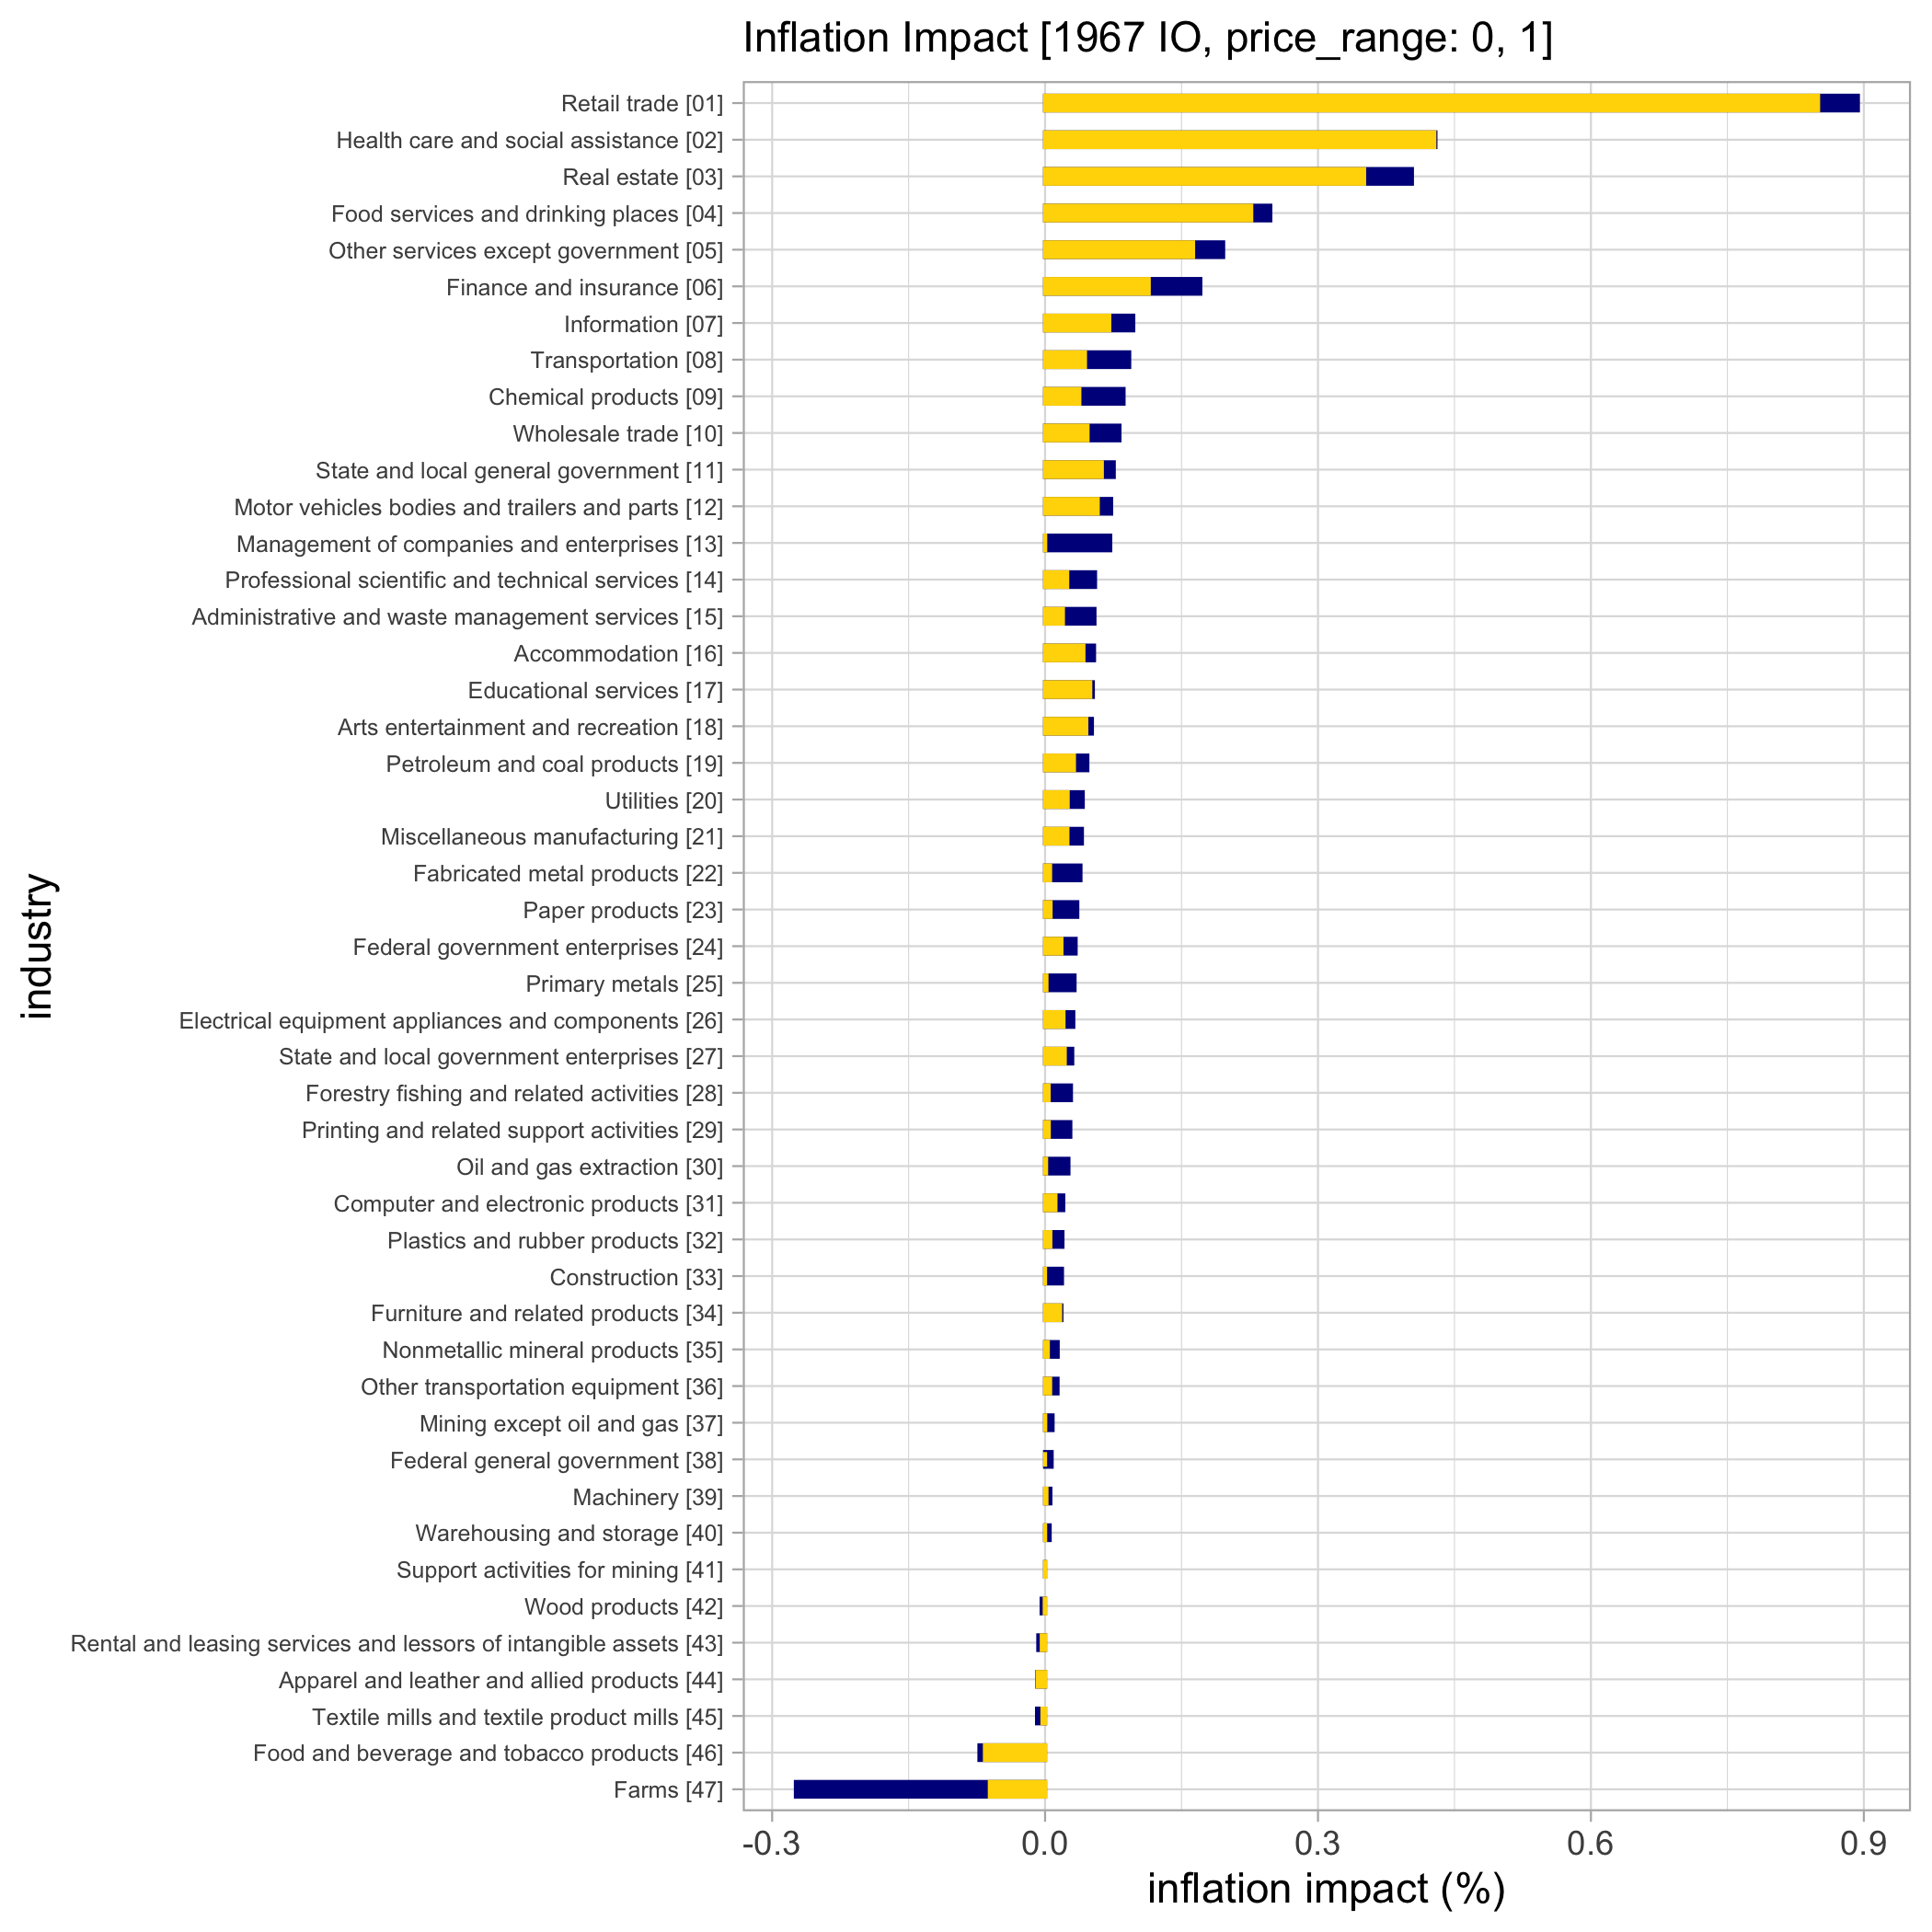 Inflation Impact [1967 IO, price_range: 0, 1]
Retail trade [01]
Health care and social assistance [02]
Real estate [03]
Food services and drinking places [04]
Other services except government [05]
Finance and insurance [06]
Information [07]
Transportation [08]
Chemical products [09]
Wholesale trade [10]
State and local general government [11]
Motor vehicles bodies and trailers and parts [12]
Management of companies and enterprises [13]
Professional scientific and technical services [14]
Administrative and waste management services [15]
Accommodation [16]
Educational services [17]
Arts entertainment and recreation [18]
Petroleum and coal products [19]
Utilities [20]
Miscellaneous manufacturing [21]
Fabricated metal products [22]
Paper products [23]
Federal government enterprises [24]
Primary metals [25]
Electrical equipment appliances and components [26]
State and local government enterprises [27]
Forestry fishing and related activities [28]
Printing and related support activities [29]
Oil and gas extraction [30]
Computer and electronic products [31]
Plastics and rubber products [32]
Construction [33]
Furniture and related products [34]
Nonmetallic mineral products [35]
Other transportation equipment [36]
Mining except oil and gas [37]
Federal general government [38]
Machinery [39]
Warehousing and storage [40]
Support activities for mining [41]
Wood products [42]
Rental and leasing services and lessors of intangible assets [43]
Apparel and leather and allied products [44]
Textile mills and textile product mills [45]
Food and beverage and tobacco products [46]
Farms [47]
industry
-0.3 0.0 0.3 0.6 0.9
inflation impact (%)